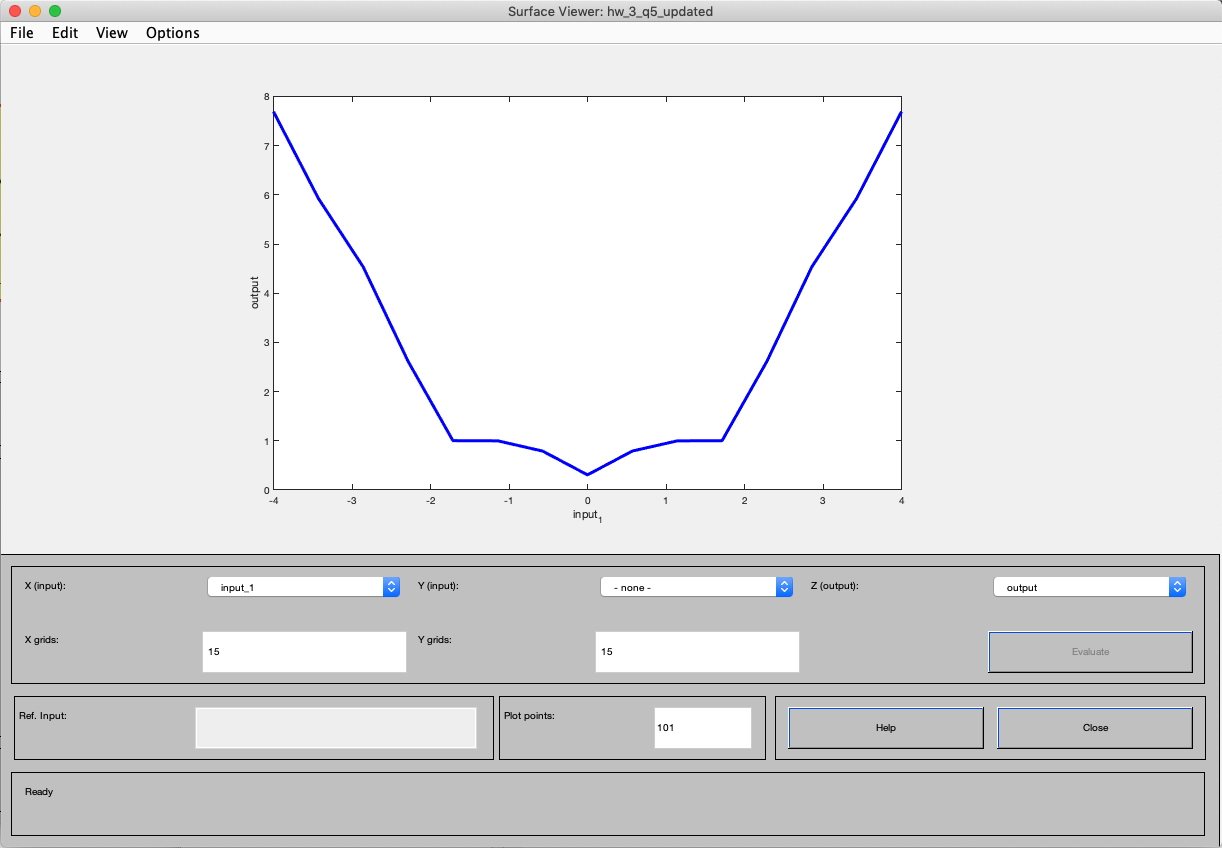 Surface Viewer: hw_3_q5_updated
File Edit View Options
8
7
6
5
4
3
2
1
0
output
-4 -3 -2 -1 0 1 2 3 4
input1
X (input): input_1 Y (input): - none - Z (output): output
X grids: 15 Y grids: 15 Evaluate
Ref. Input: Plot points: 101 Help Close
Ready